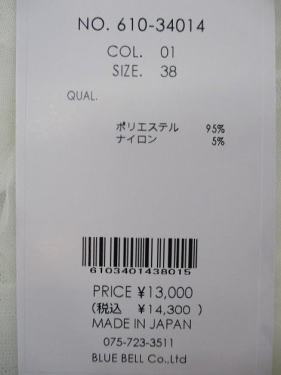 NO. 610-34014
COL. 01
SIZE. 38
QUAL.
ポリエステル 95%
ナイロン 5%
6103401438015
PRICE ¥13,000
(税込 ¥14,300 )
MADE IN JAPAN
075-723-3511
BLUE BELL Co.,Ltd